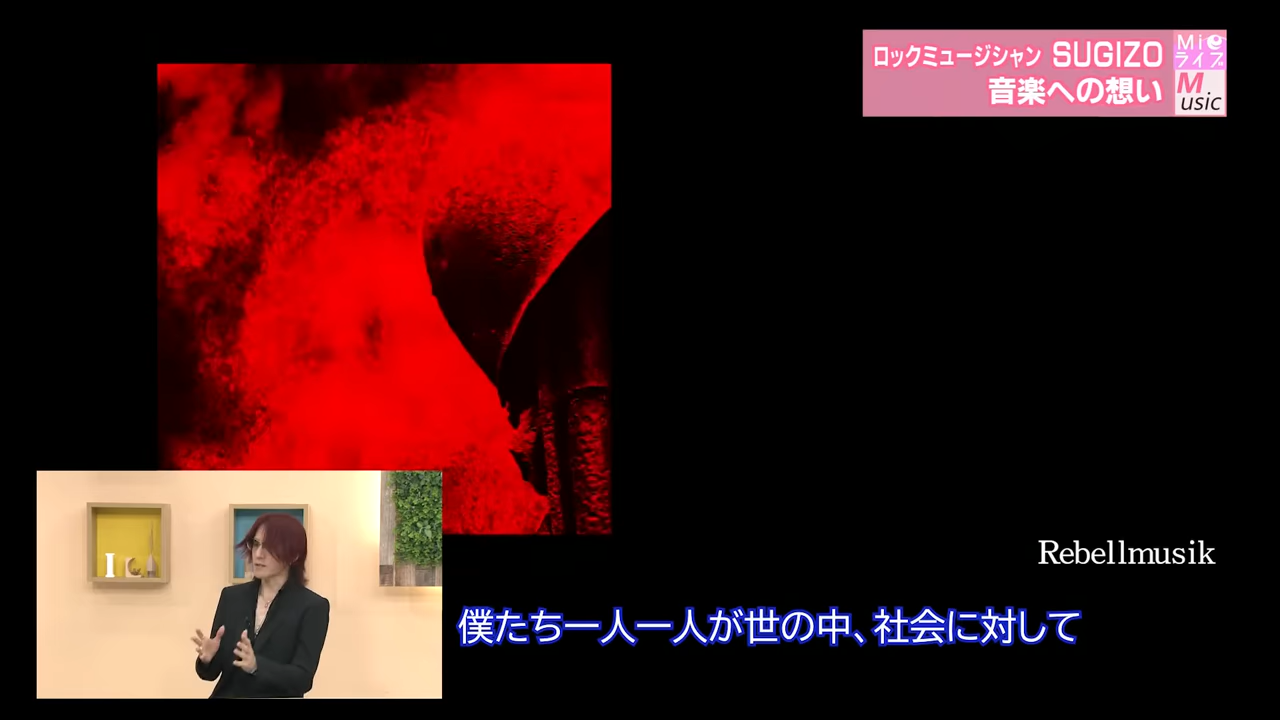 ロックミュージシャン SUGIZO
音楽への想い
Mio
ライブ
Music
Rebellmusik
僕たち一人一人が世の中、社会に対して